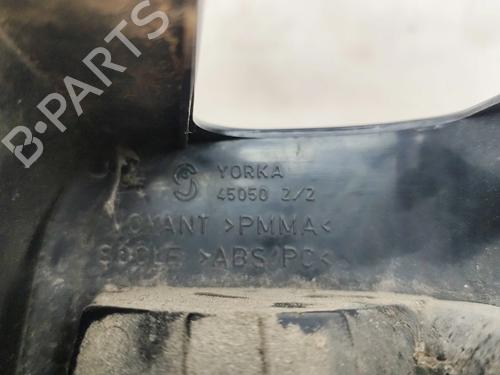 B-PARTS
YORKA
45050 2/2
VOYANT >PMMA<
SOCLE >ABS/PC<